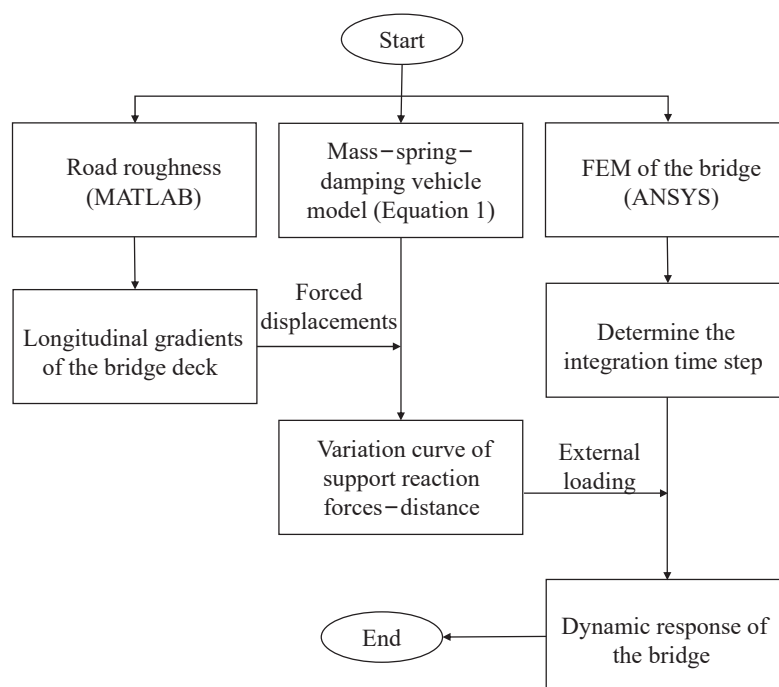 Start
Road roughness
(MATLAB)
Mass−spring−
damping vehicle
model (Equation 1)
FEM of the bridge
(ANSYS)
Longitudinal gradients
of the bridge deck
Forced
displacements
Determine the
integration time step
Variation curve of
support reaction
forces−distance
External
loading
Dynamic response of
the bridge
End